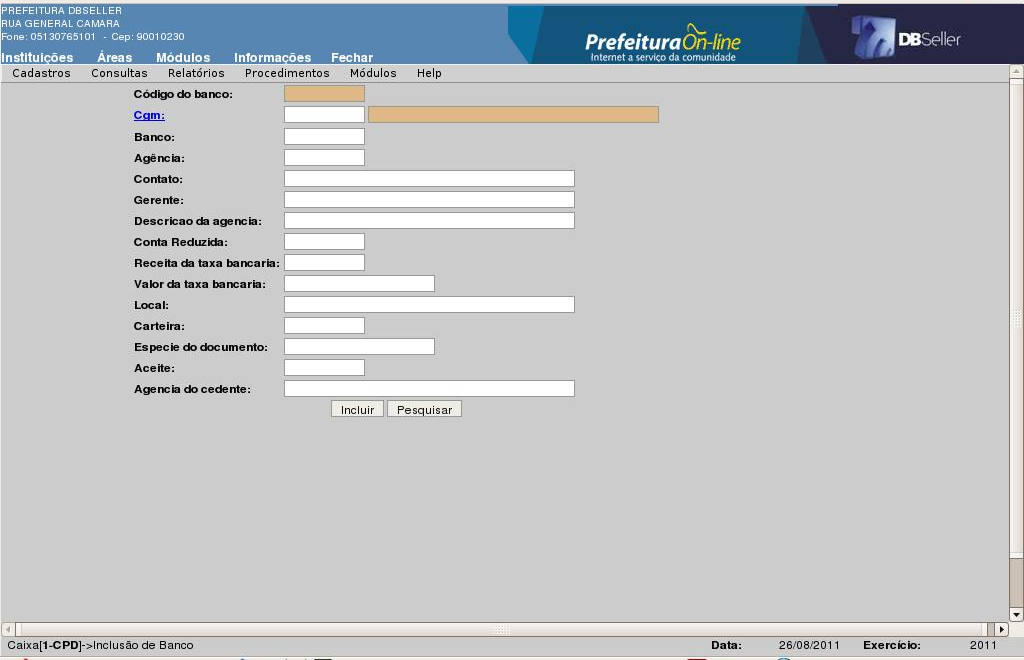 PREFEITURA DBSELLER
RUA GENERAL CAMARA
Fone: 05130765101 - Cep: 90010230
Prefeitura On-line
Internet a serviço da comunidade
DBSeller
Instituições Áreas Módulos Informações Fechar
Cadastros Consultas Relatórios Procedimentos Módulos Help
Código do banco:
Cgm:
Banco:
Agência:
Contato:
Gerente:
Descricao da agencia:
Conta Reduzida:
Receita da taxa bancaria:
Valor da taxa bancaria:
Local:
Carteira:
Especie do documento:
Aceite:
Agencia do cedente:
Incluir Pesquisar
Caixa[1-CPD]->Inclusão de Banco Data: 26/08/2011 Exercício: 2011